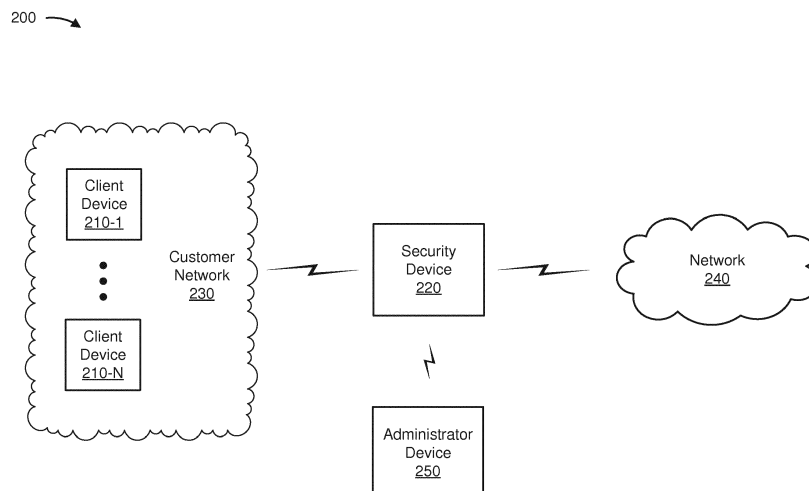 200
Client
Device
210-1
Customer
Network
230
Client
Device
210-N
Security
Device
220
Network
240
Administrator
Device
250